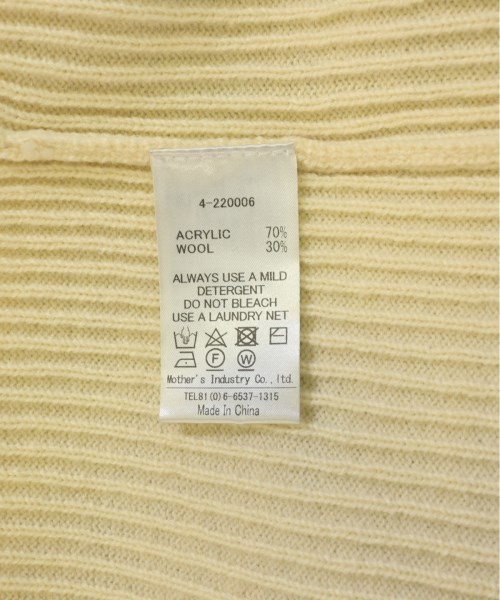 4-220006
ACRYLIC 70%
WOOL 30%
ALWAYS USE A MILD
DETERGENT
DO NOT BLEACH
USE A LAUNDRY NET
F W
Mother's Industry Co.,ltd.
TEL81(0)6-6537-1315
Made In China